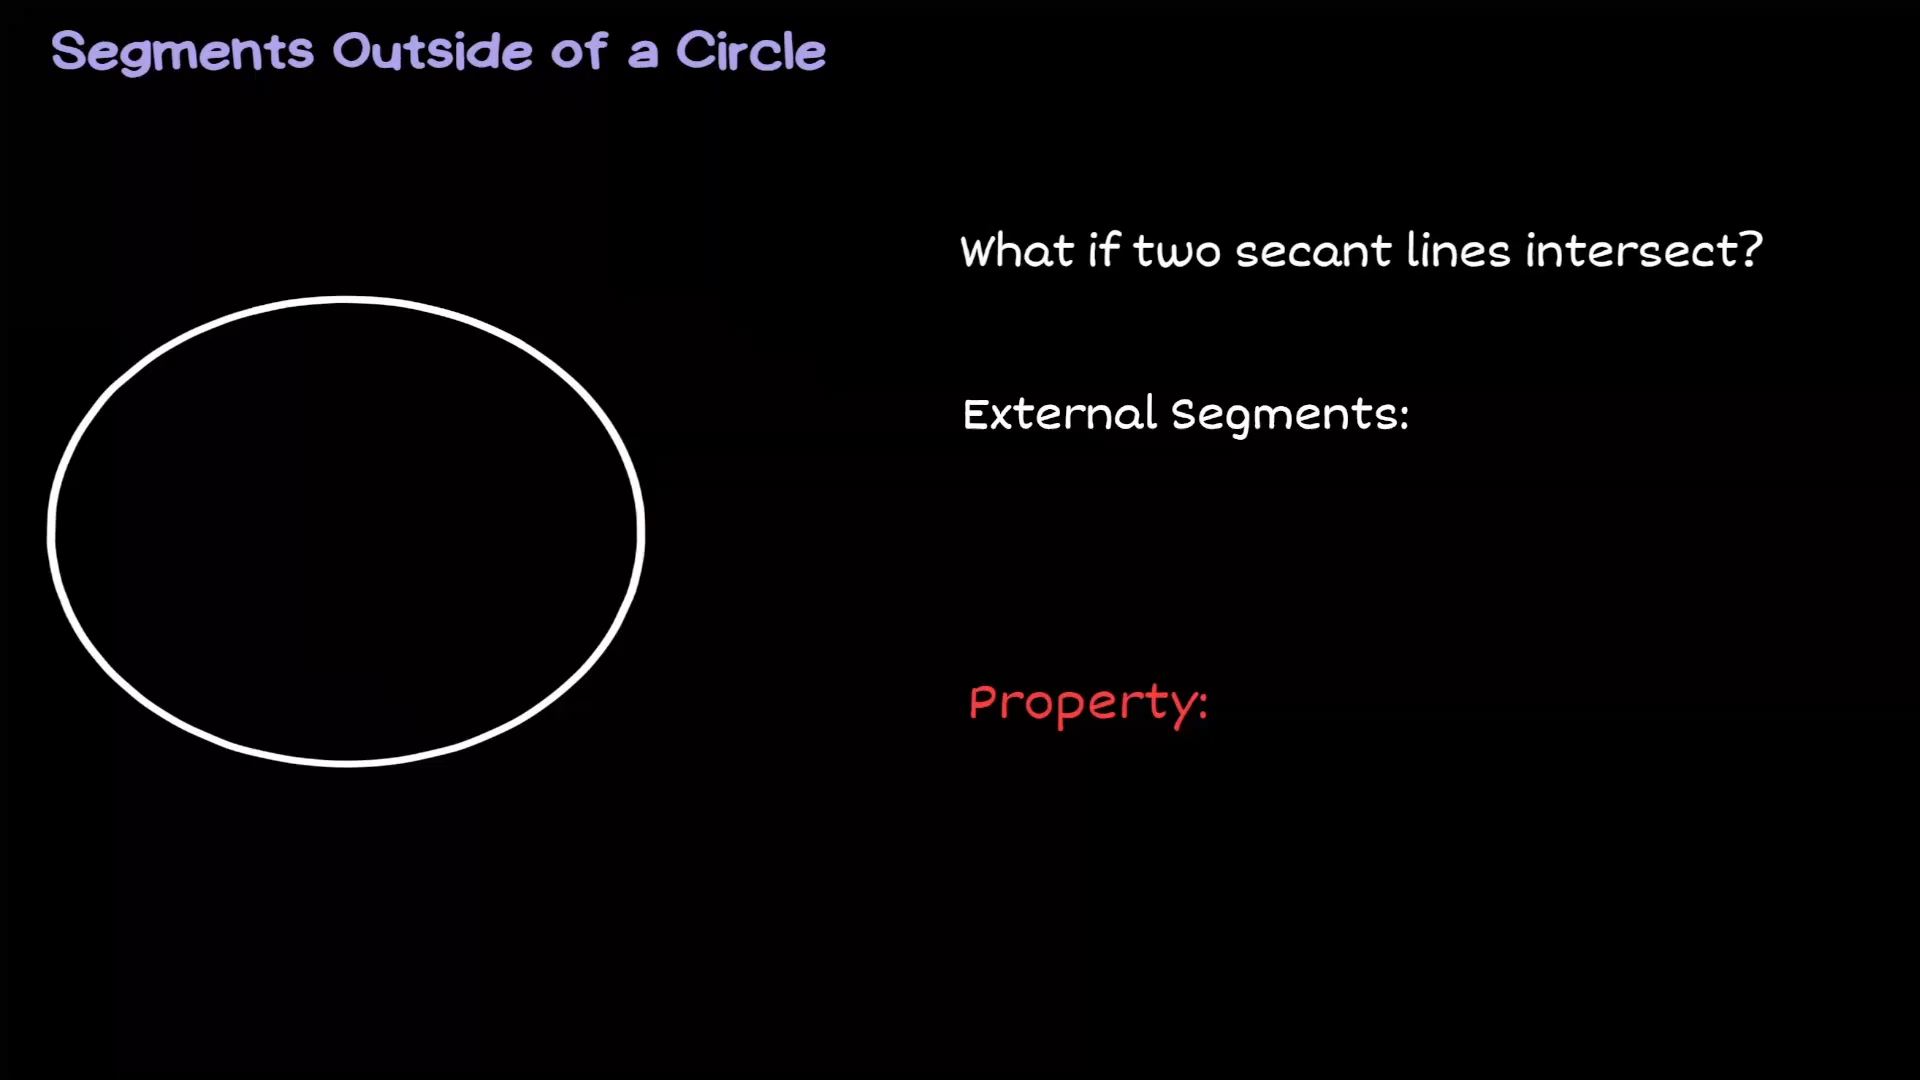 Segments Outside of a Circle
What if two secant lines intersect?
External Segments:
Property: